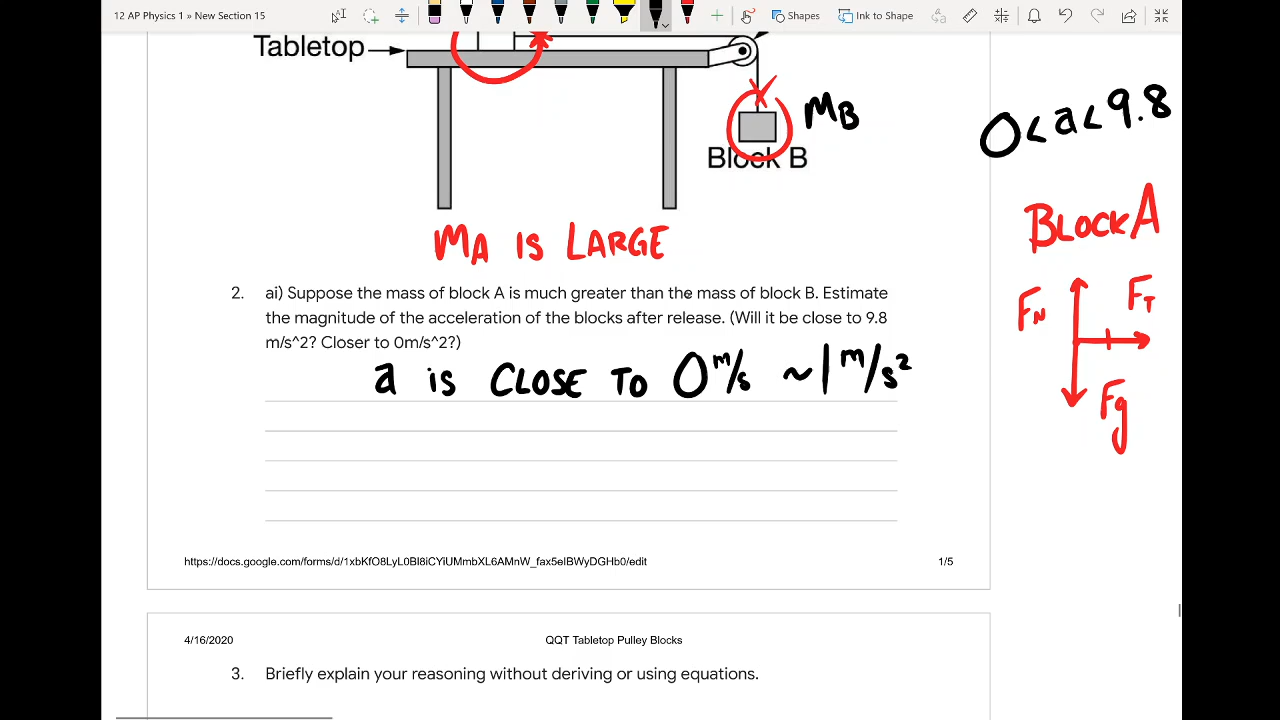 12 AP Physics 1 » New Section 15
Shapes
Ink to Shape
Tabletop
MB
Block B
0 < a < 9.8
BLOCK A
MA IS LARGE
FN
FT
Fg
2. ai) Suppose the mass of block A is much greater than the mass of block B. Estimate
the magnitude of the acceleration of the blocks after release. (Will it be close to 9.8
m/s^2? Closer to 0m/s^2?)
a is CLOSE TO 0 m/s ~1 m/s²
https://docs.google.com/forms/d/1xbKfO8LyL0BI8iCYiUMmbXL6AMnW_fax5eIBWyDGHb0/edit
1/5
4/16/2020
QQT Tabletop Pulley Blocks
3. Briefly explain your reasoning without deriving or using equations.